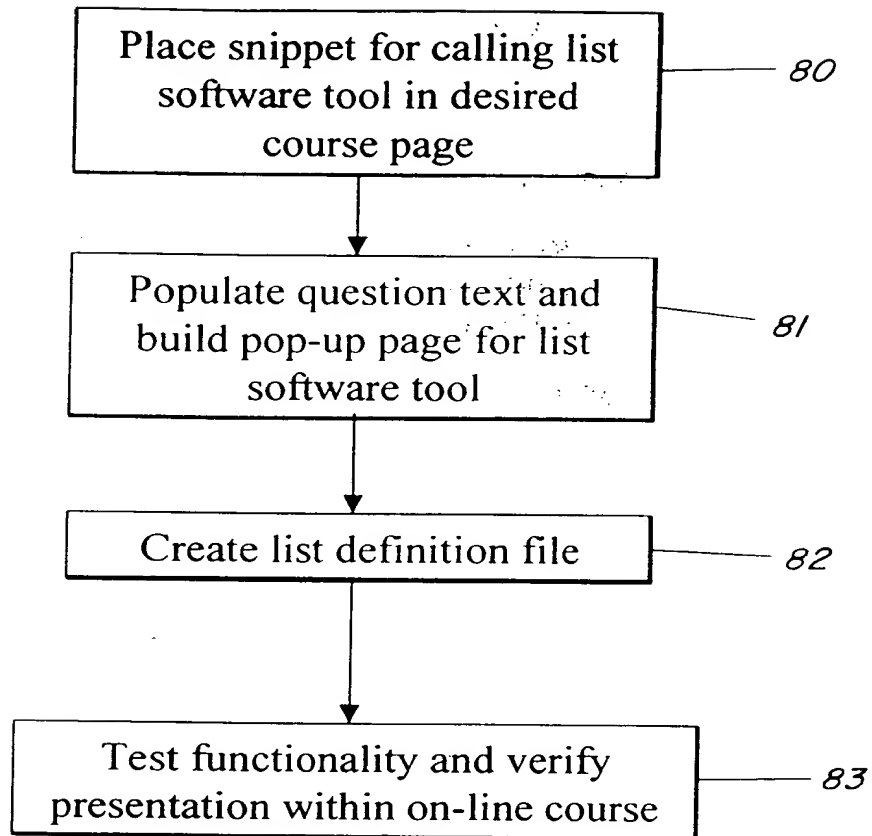 Place snippet for calling list
software tool in desired
course page
80
Populate question text and
build pop-up page for list
software tool
81
Create list definition file
82
Test functionality and verify
presentation within on-line course
83